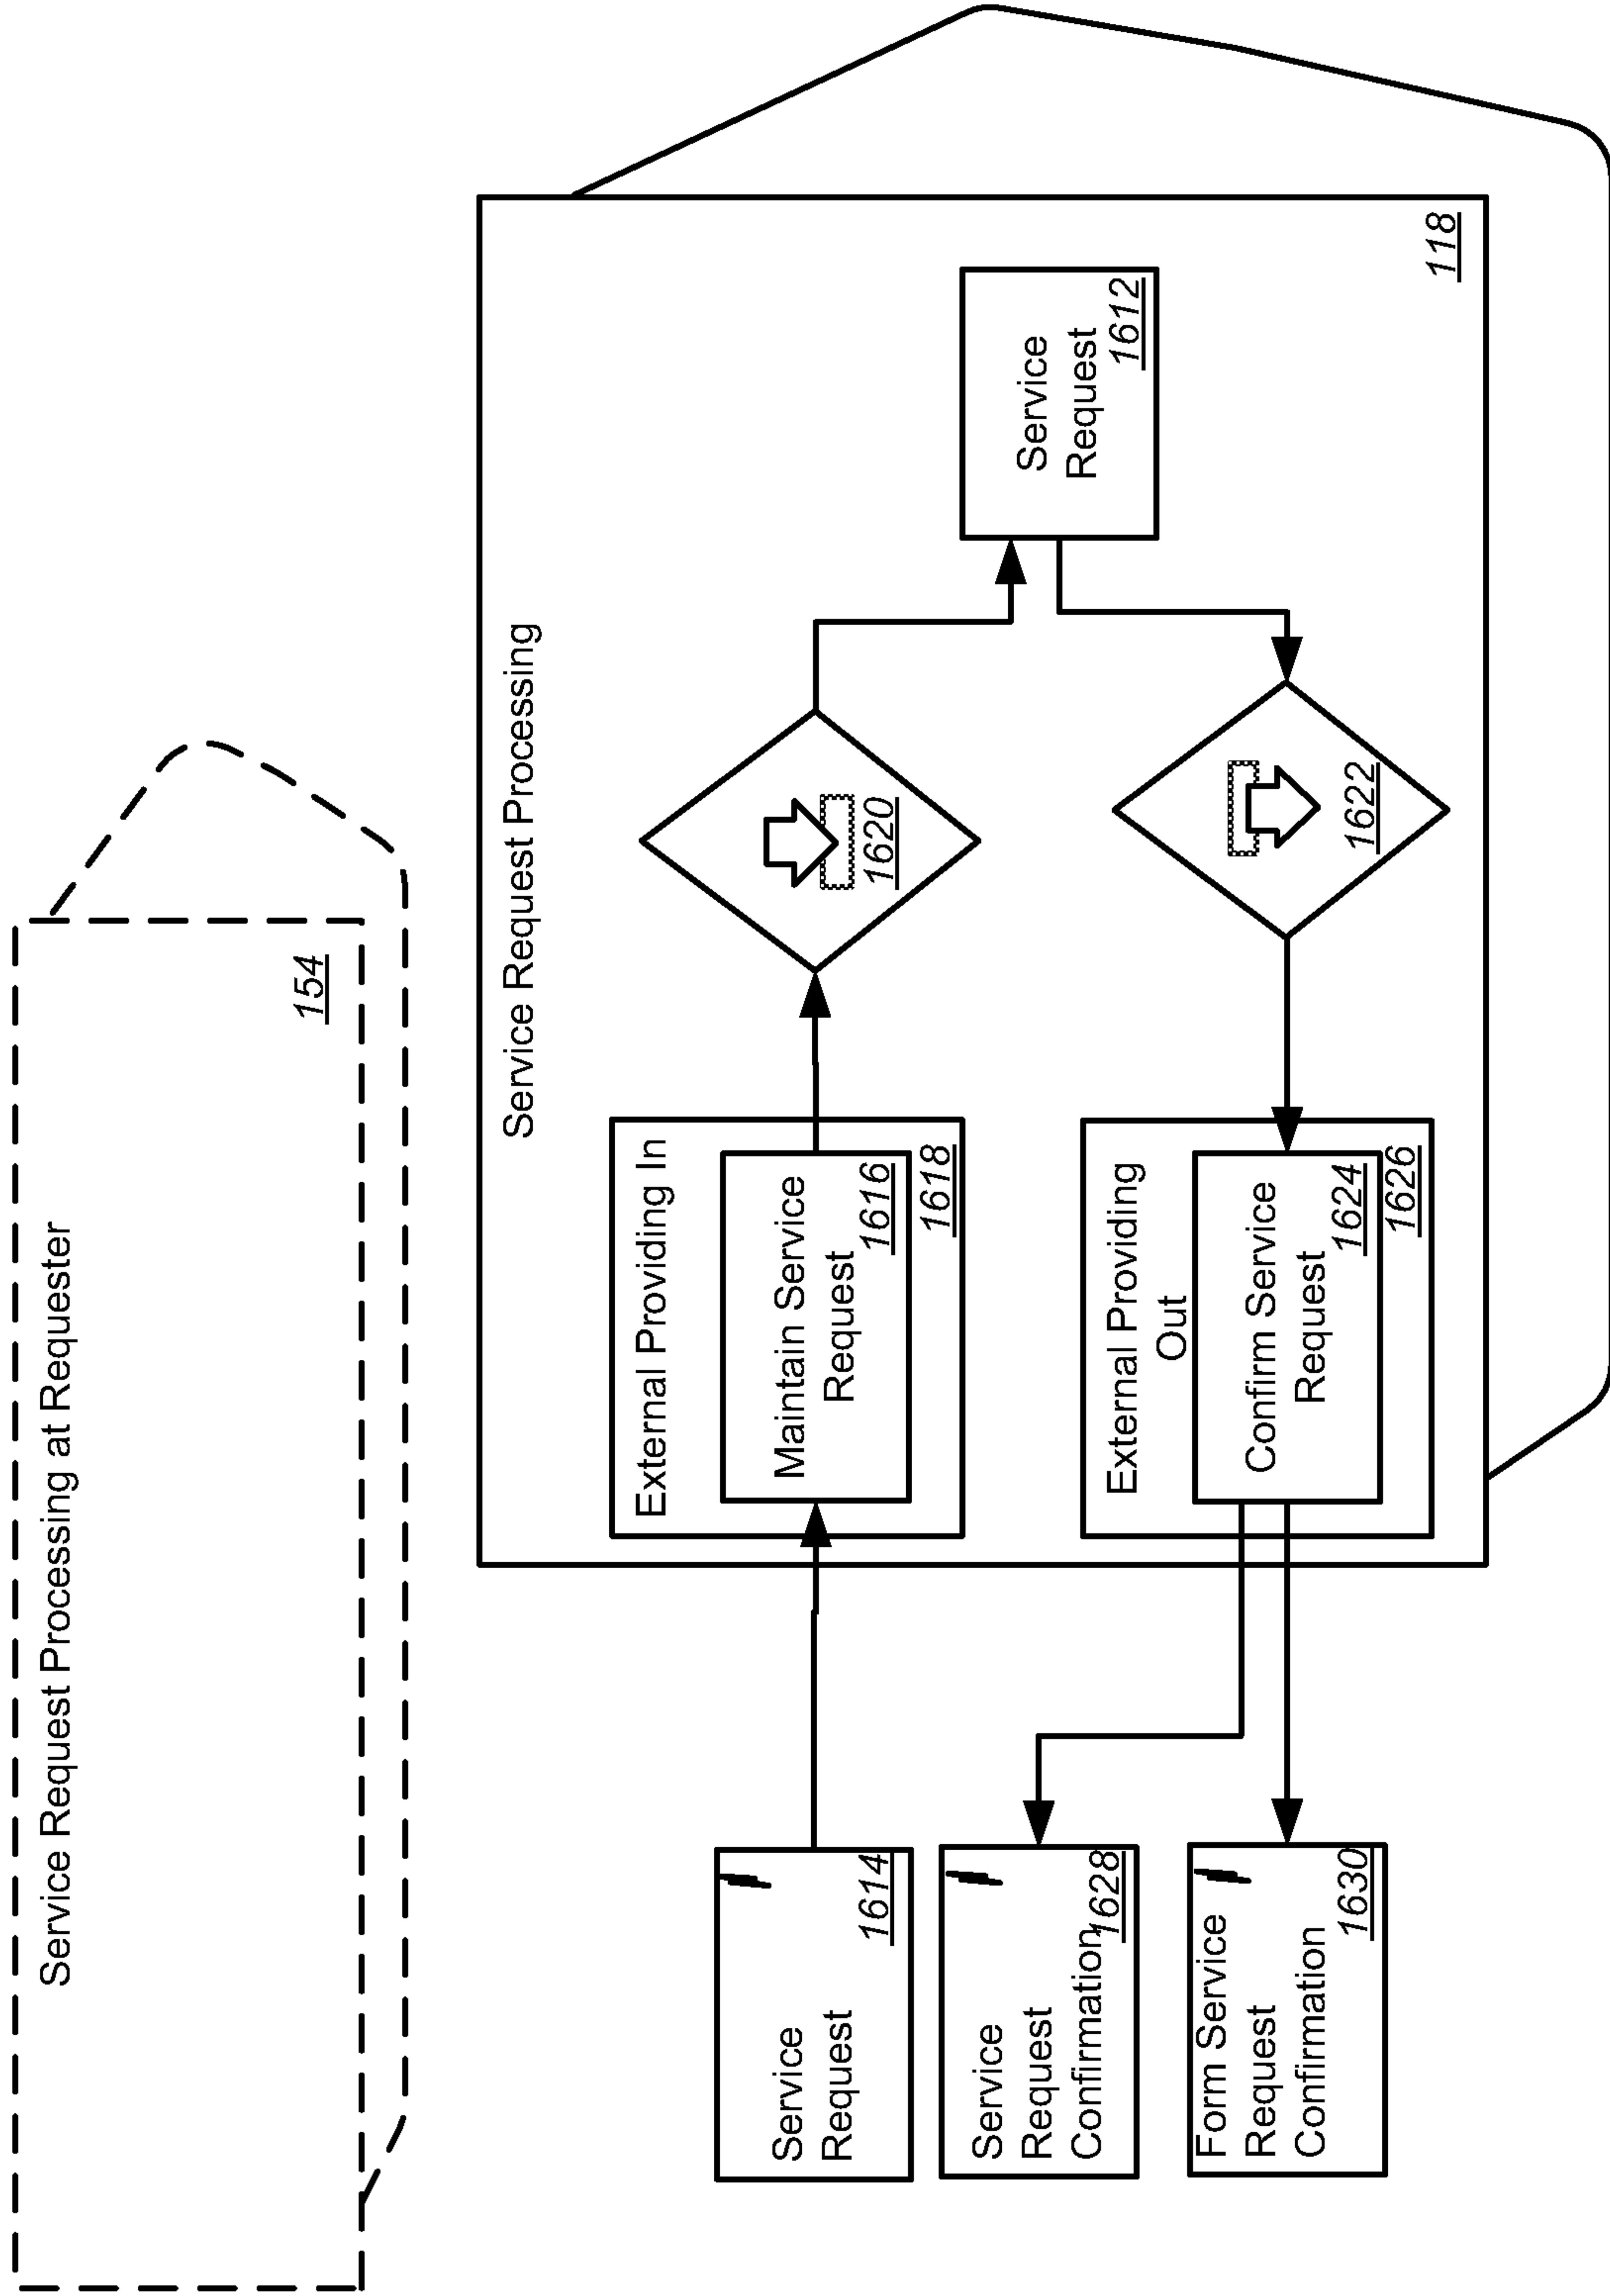 Service Request Processing at Requester
154
Service Request Processing
External Providing In
Maintain Service
Request
1616
1618
1620
Service
Request
1612
1622
External Providing
Out
Confirm Service
Request
1624
1626
118
Service
Request
1614
Service
Request
Confirmation
1628
Form Service
Request
Confirmation
1630